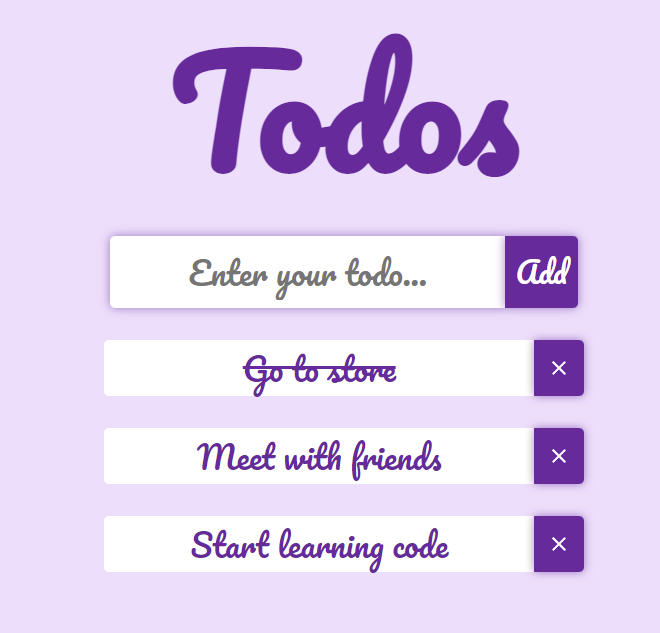 Todos
Enter your todo...
Add
Go to store
×
Meet with friends
×
Start learning code
×